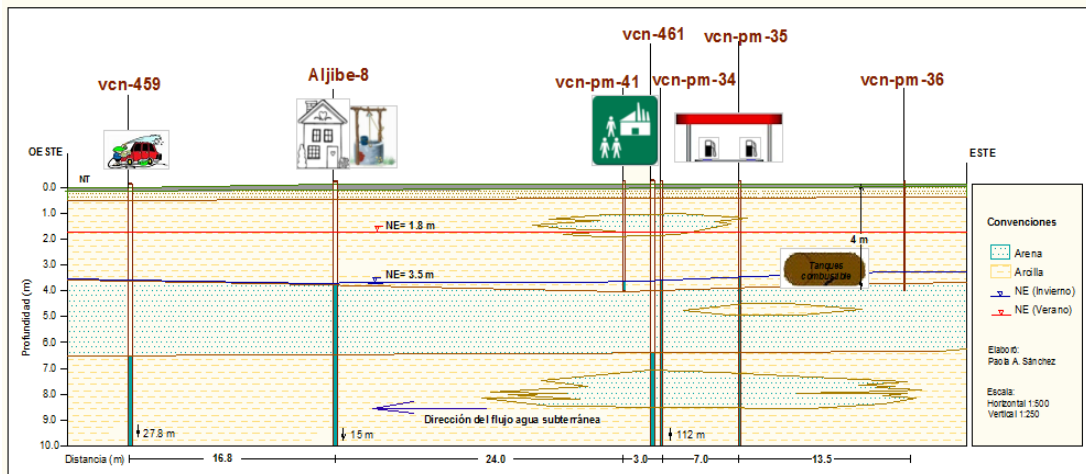 vcn-461
vcn-pm-35
vcn-459
Aljibe-8
vcn-pm-41
vcn-pm-34
vcn-pm-36
OESTE
ESTE
NT
0.0
1.0
2.0
3.0
4.0
5.0
6.0
7.0
8.0
9.0
10.0
Profundidad (m)
NE= 1.8 m
NE= 3.5 m
4 m
Tanques
combusable
Dirección del flujo agua subterránea
27.8 m
15 m
112 m
Distancia (m)
16.8
24.0
3.0
7.0
13.5
Convenciones
Arena
Arcilla
NE (Invierno)
NE (Verano)
Elaboró:
Paola A. Sánchez
Escala:
Horizontal 1:500
Vertical 1:250